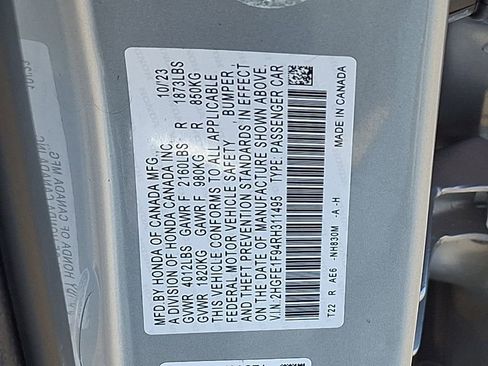 MFD BY HONDA OF CANADA MFG., 10/23
A DIVISION OF HONDA CANADA INC.
GVWR 4012LBS GAWR F 2160LBS R 1873LBS
GVWR 1820KG GAWR F 980KG R 850KG
THIS VEHICLE CONFORMS TO ALL APPLICABLE
FEDERAL MOTOR VEHICLE SAFETY, BUMPER,
AND THEFT PREVENTION STANDARDS IN EFFECT
ON THE DATE OF MANUFACTURE SHOWN ABOVE.
V.I.N.:2HGFE1F94RH311495 TYPE: PASSENGER CAR
T22 R AE6 -NH830M -A -H
MADE IN CANADA